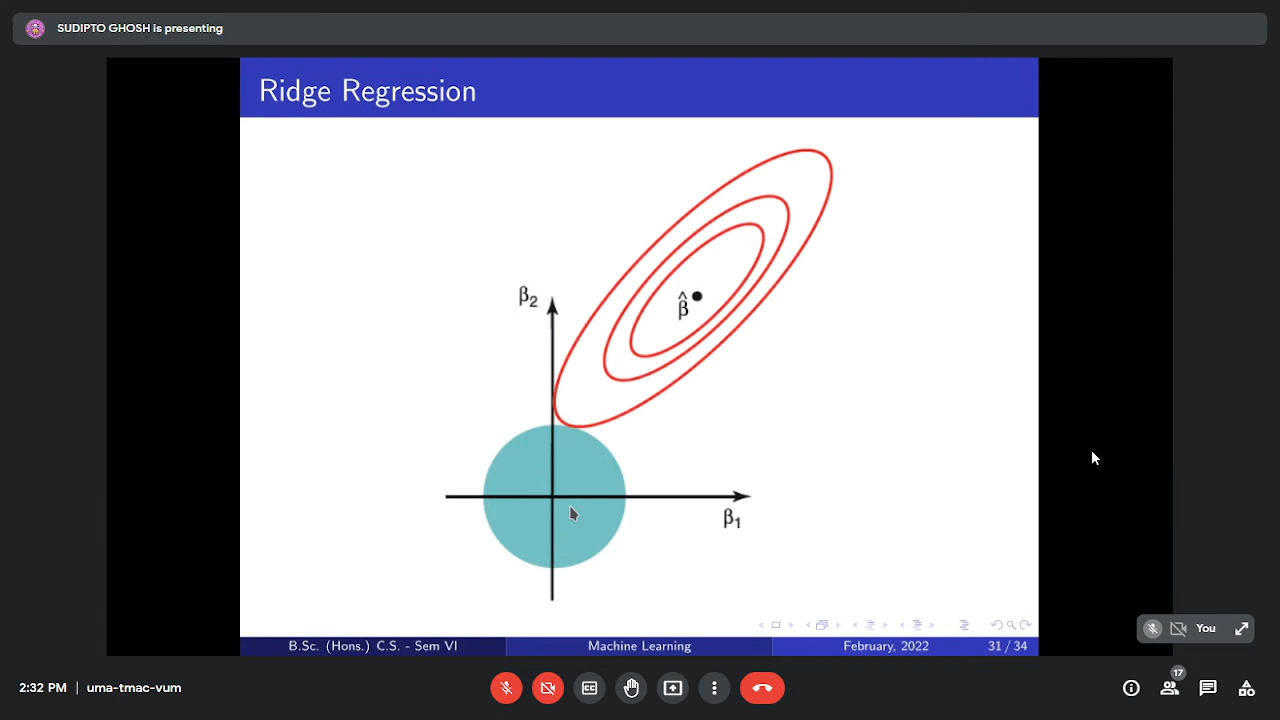 SUDIPTO GHOSH is presenting
Ridge Regression
β₂
β̂
β₁
B.Sc. (Hons.) C.S. - Sem VI
Machine Learning
February, 2022
31 / 34
You
2:32 PM | uma-tmac-vum
17